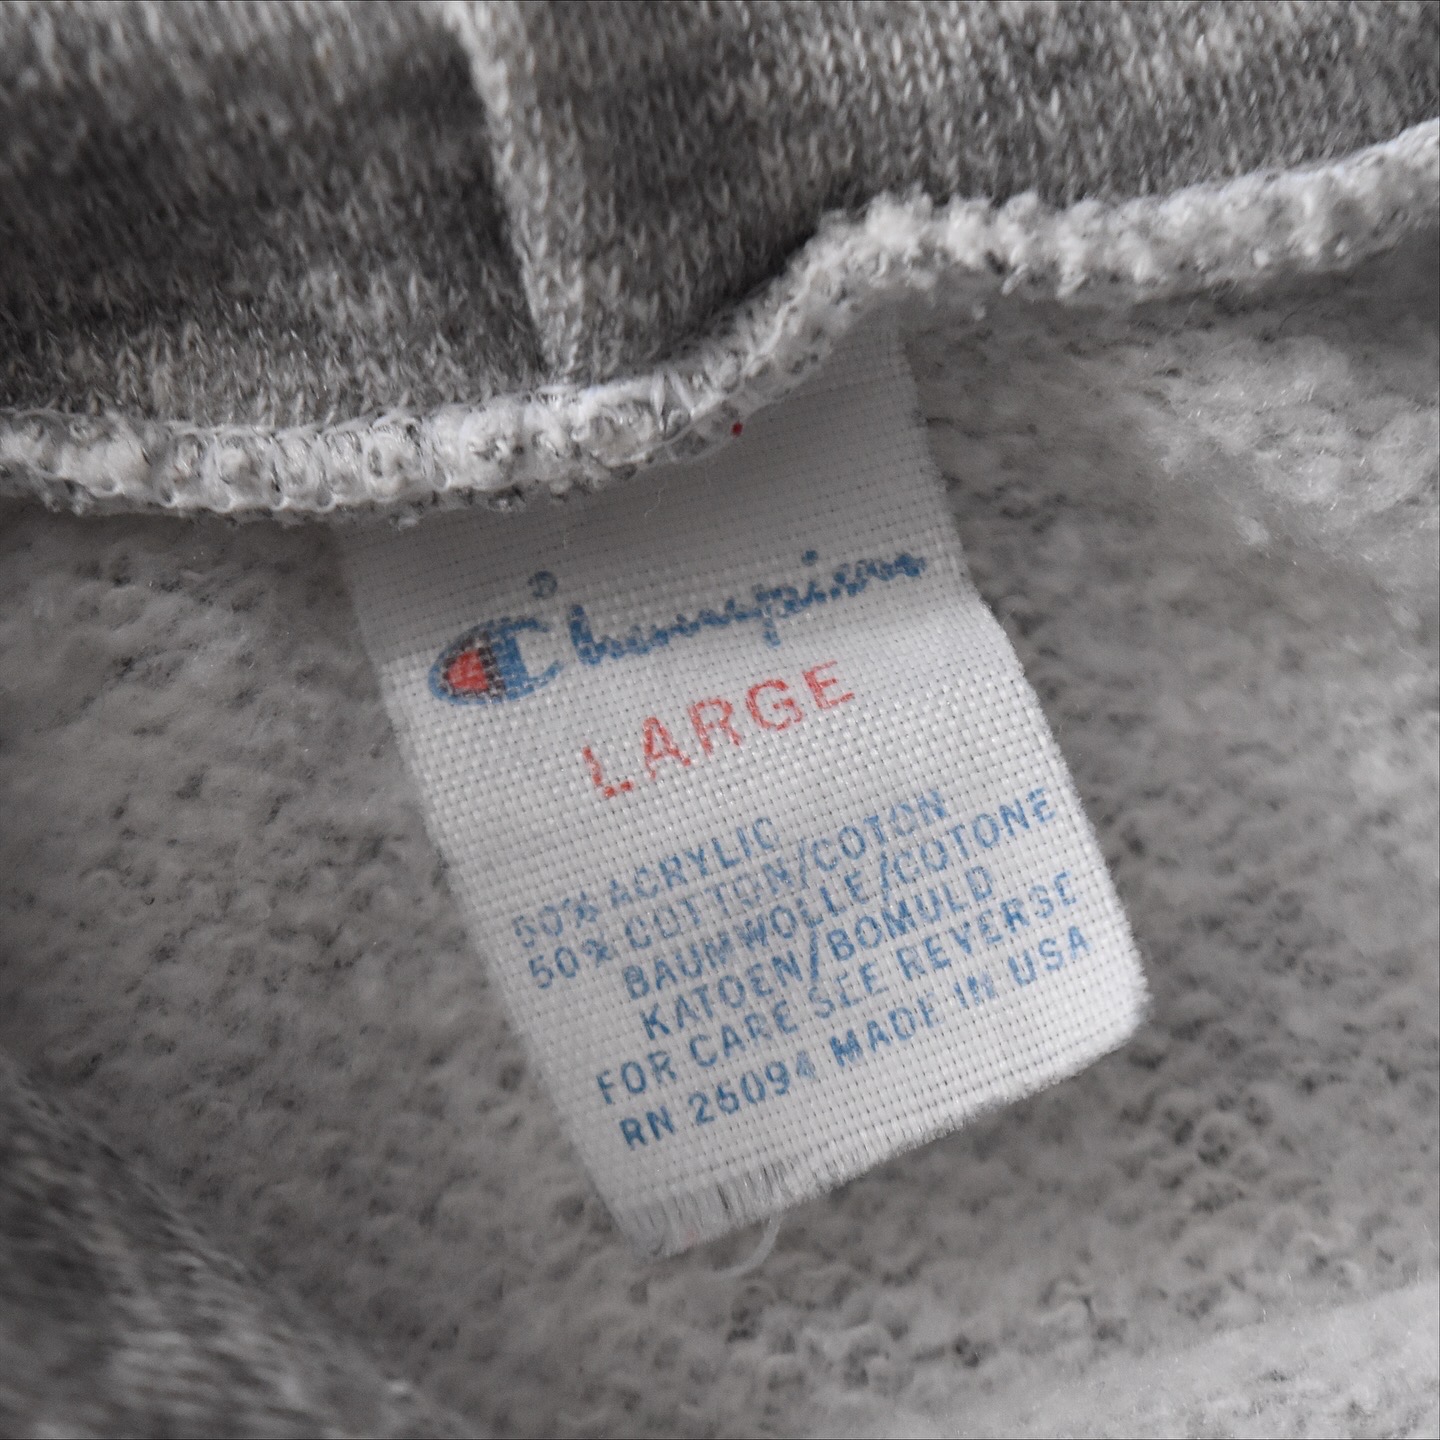 Champion®
LARGE
50% ACRYLIC
50% COTTON/COTON
BAUMWOLLE/COTONE
KATOEN/BOMULD
FOR CARE SEE REVERSE
RN 26094 MADE IN USA